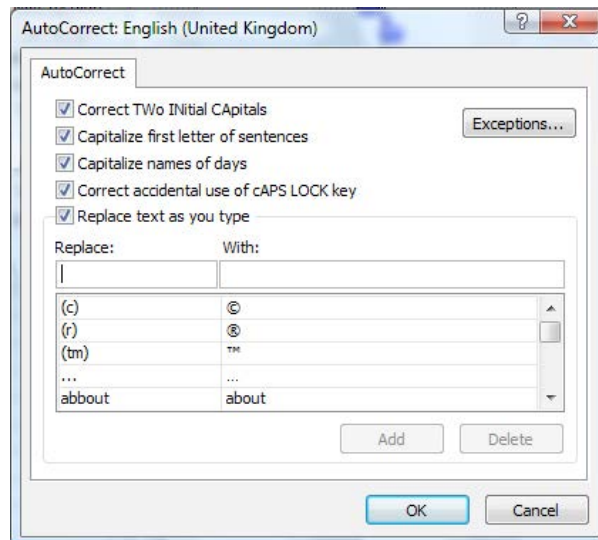 AutoCorrect: English (United Kingdom)
AutoCorrect
Correct TWo INitial CApitals
Exceptions...
Capitalize first letter of sentences
Capitalize names of days
Correct accidental use of cAPS LOCK key
Replace text as you type
Replace: With:
(c) ©
(r) ®
(tm) ™
... ...
abbout about
Add Delete
OK Cancel